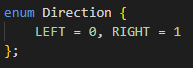 enum Direction {
    LEFT = 0, RIGHT = 1
};